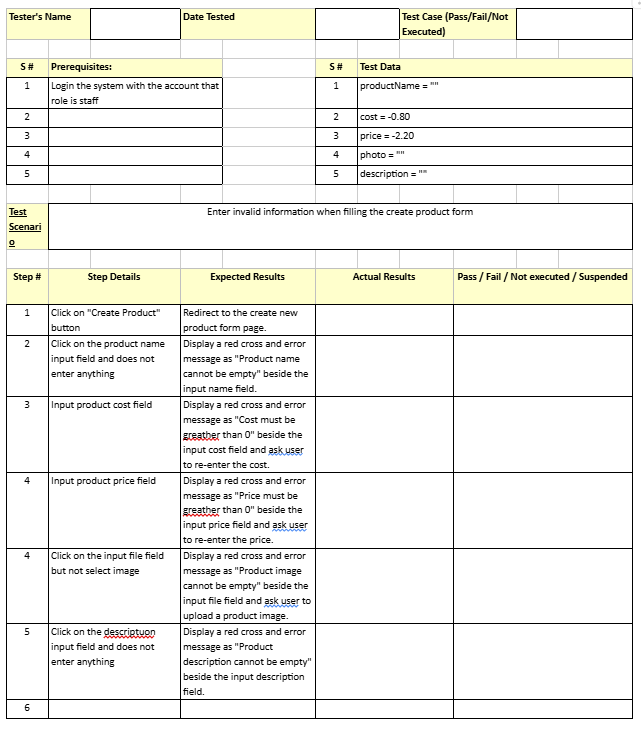 Tester's Name Date Tested Test Case (Pass/Fail/Not
Executed)
S # Prerequisites: S # Test Data
1 Login the system with the account that 1 productName = ""
role is staff
2 2 cost = -0.80
3 3 price = -2.20
4 4 photo = ""
5 5 description = ""
Test Enter invalid information when filling the create product form
Scenari
o
Step # Step Details Expected Results Actual Results Pass / Fail / Not executed / Suspended
1 Click on "Create Product" Redirect to the create new
button product form page.
2 Click on the product name Display a red cross and error
input field and does not message as "Product name
enter anything cannot be empty" beside the
input name field.
3 Input product cost field Display a red cross and error
message as "Cost must be
greather than 0" beside the
input cost field and ask user
to re-enter the cost.
4 Input product price field Display a red cross and error
message as "Price must be
greather than 0" beside the
input price field and ask user
to re-enter the price.
4 Click on the input file field Display a red cross and error
but not select image message as "Product image
cannot be empty" beside the
input file field and ask user to
upload a product image.
5 Click on the descriptuon Display a red cross and error
input field and does not message as "Product
enter anything description cannot be empty"
beside the input description
field.
6